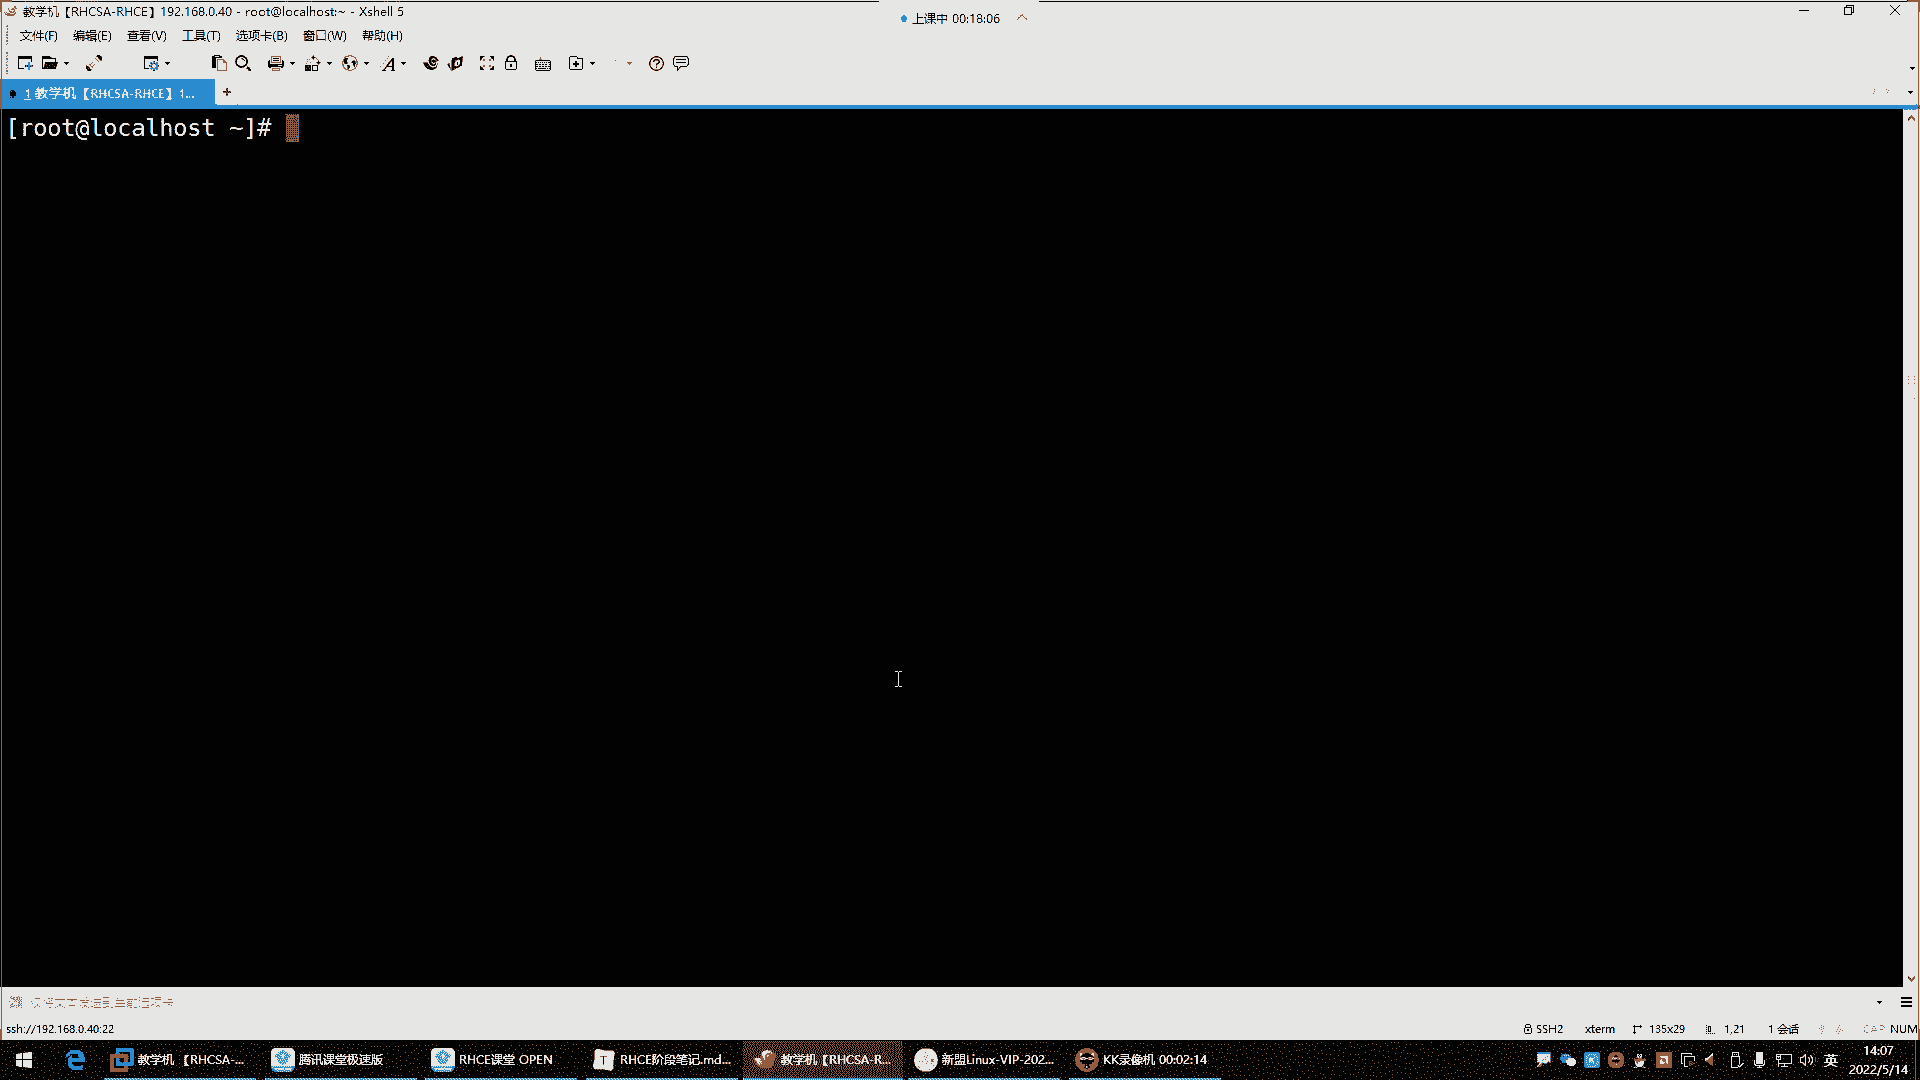 教学机【RHCSA-RHCE】192.168.0.40 - root@localhost:~ - Xshell 5
上课中 00:18:06
文件(F) 编辑(E) 查看(V) 工具(T) 选项卡(B) 窗口(W) 帮助(H)
1 教学机【RHCSA-RHCE】1...
[root@localhost ~]#
仅将文本发送到当前选项卡
ssh://192.168.0.40:22
SSH2 xterm 135x29 1,21 1 会话 CAP NUM
教学机 【RHCSA-... 腾讯课堂极速版 RHCE课堂 OPEN RHCE阶段笔记.md... 教学机【RHCSA-R... 新盟Linux-VIP-202... KK录像机 00:02:14 英 14:07
2022/5/14